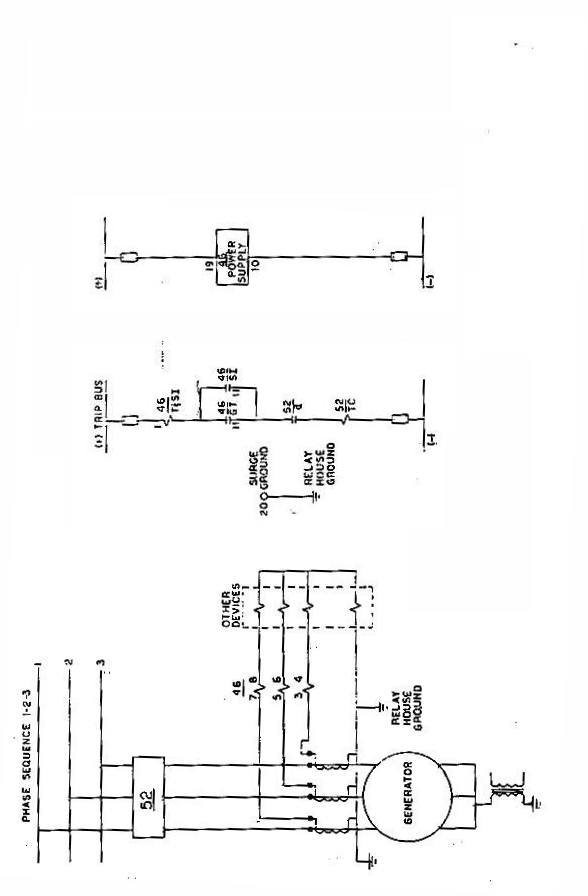 PHASE SEQUENCE 1-2-3
1
2
3
52
GENERATOR
46
7 8
5 6
3 4
OTHER
DEVICES
RELAY
HOUSE
GROUND
SURGE
GROUND
20
RELAY
HOUSE
GROUND
(+) TRIP BUS
46
1
46
GT
11
46
SI
11
52
a
52
TC
(-)
(+)
19
46
POWER
SUPPLY
10
(-)